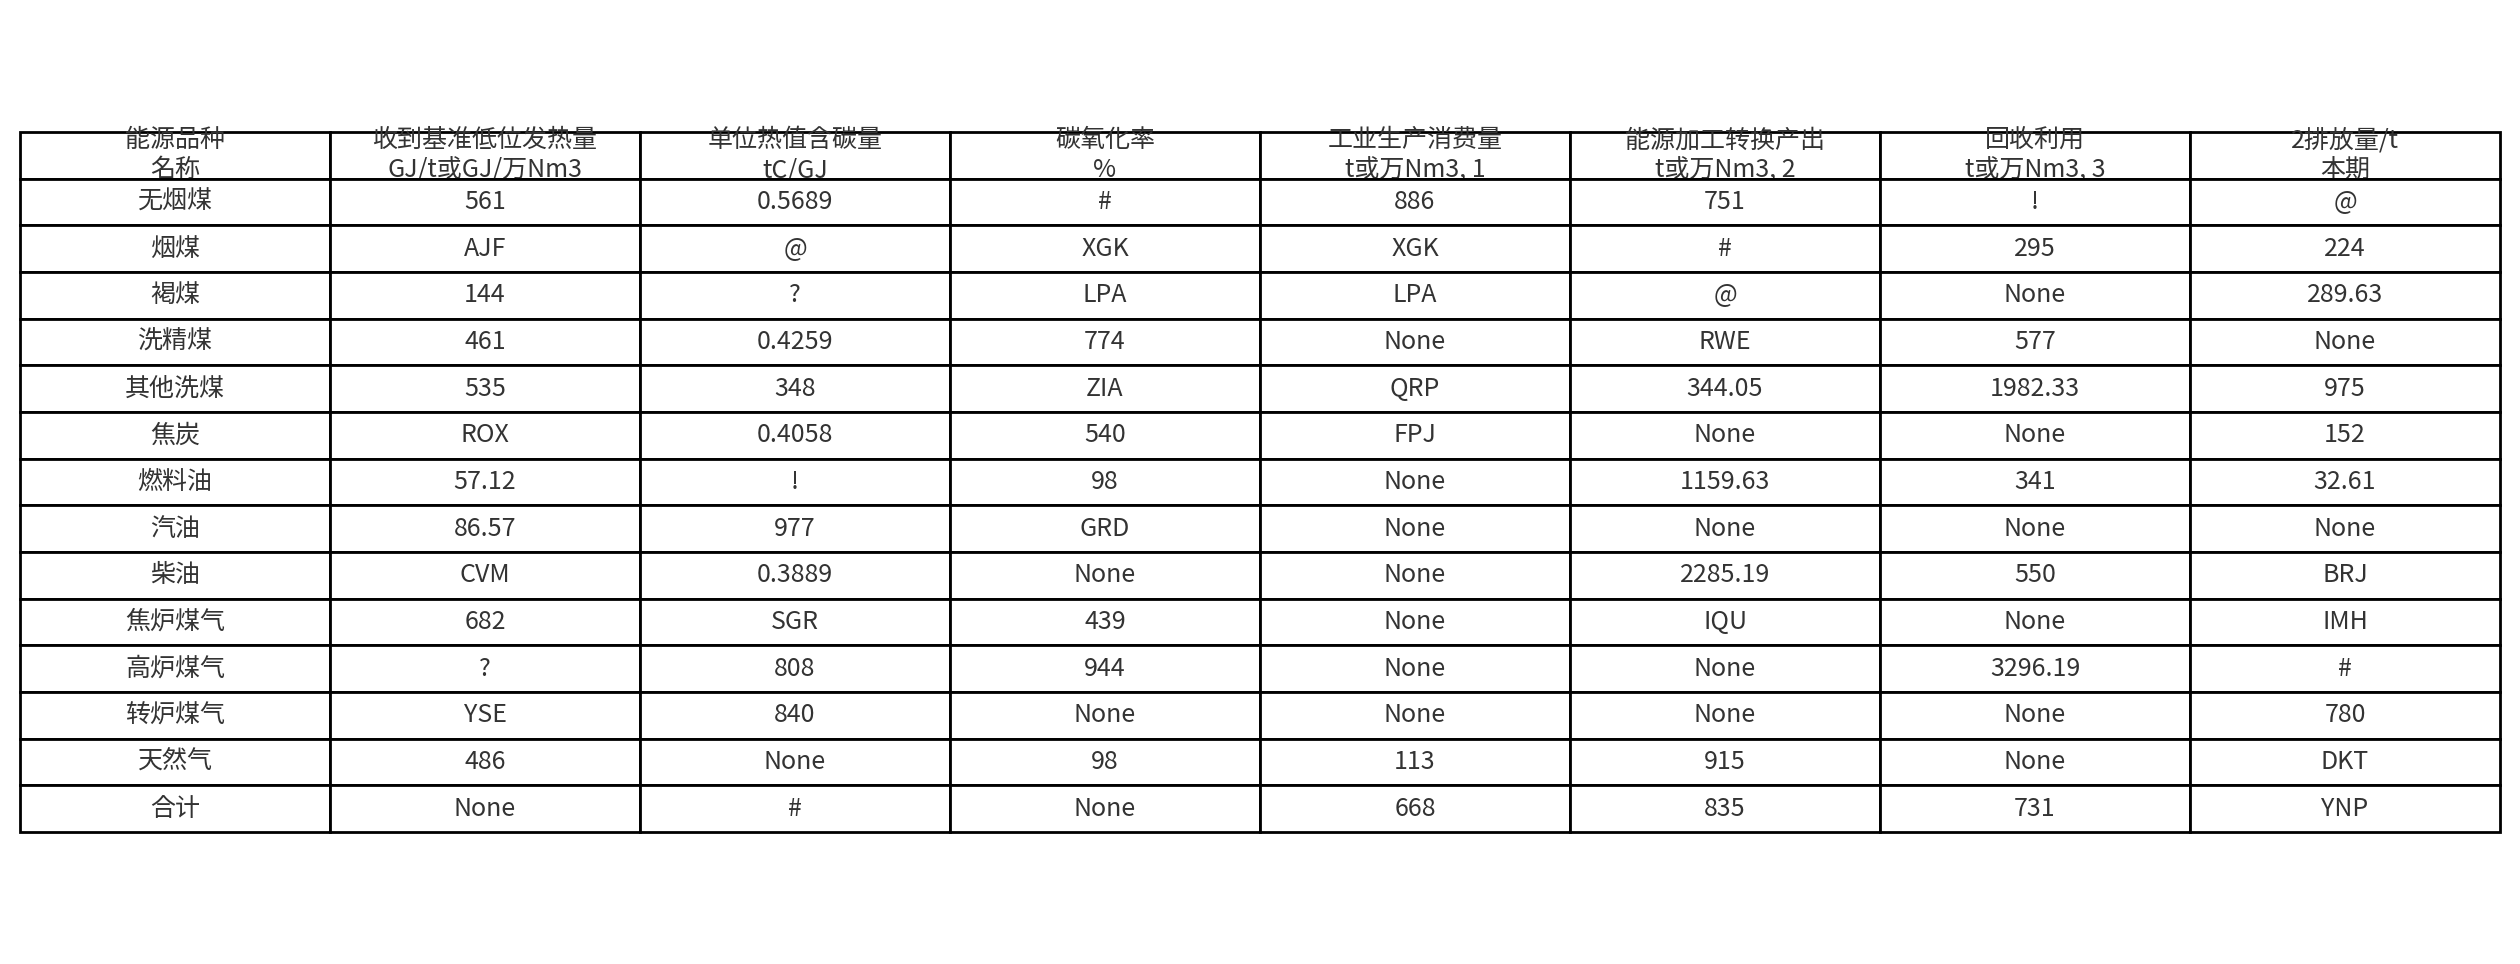 能源品种 收到基准低位发热量 单位热值含碳量 碳氧化率 工业生产消费量 能源加工转换产出 回收利用 2排放量/t
名称 GJ/t或GJ/万Nm3 tC/GJ % t或万Nm3, 1 t或万Nm3, 2 t或万Nm3, 3 本期
无烟煤 561 0.5689 # 886 751 ! @
烟煤 AJF @ XGK XGK # 295 224
褐煤 144 ? LPA LPA @ None 289.63
洗精煤 461 0.4259 774 None RWE 577 None
其他洗煤 535 348 ZIA QRP 344.05 1982.33 975
焦炭 ROX 0.4058 540 FPJ None None 152
燃料油 57.12 ! 98 None 1159.63 341 32.61
汽油 86.57 977 GRD None None None None
柴油 CVM 0.3889 None None 2285.19 550 BRJ
焦炉煤气 682 SGR 439 None IQU None IMH
高炉煤气 ? 808 944 None None 3296.19 #
转炉煤气 YSE 840 None None None None 780
天然气 486 None 98 113 915 None DKT
合计 None # None 668 835 731 YNP